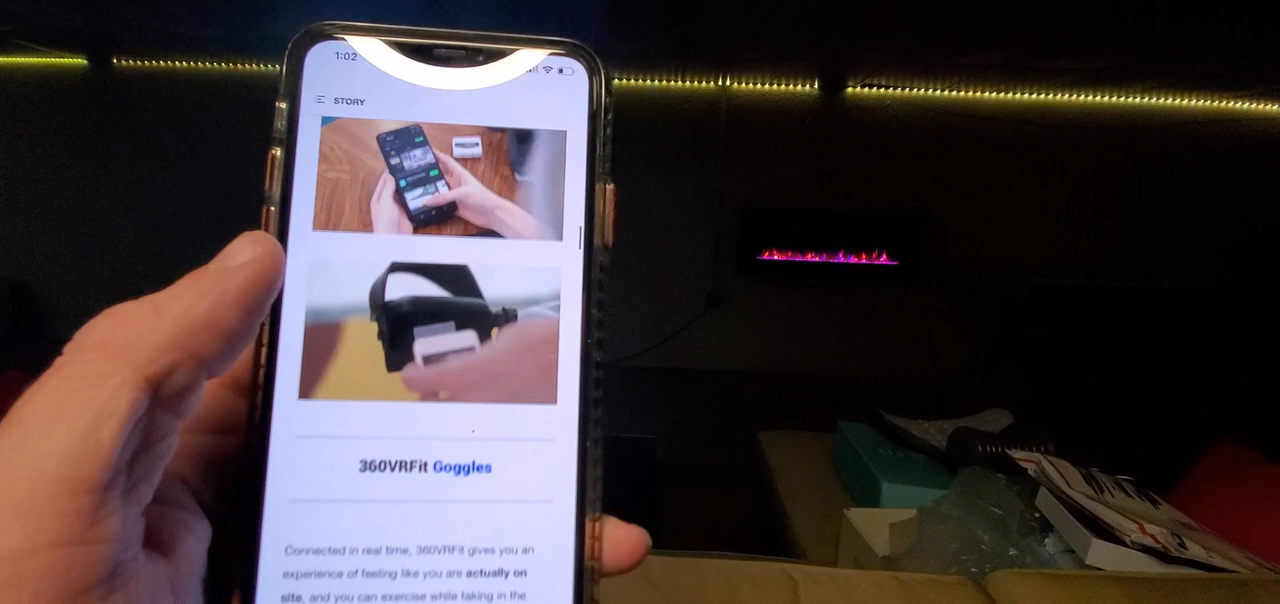 1:02
STORY
360VRFit Goggles
Connected in real time, 360VRFit gives you an
experience of feeling like you are actually on
site, and you can exercise while taking in the